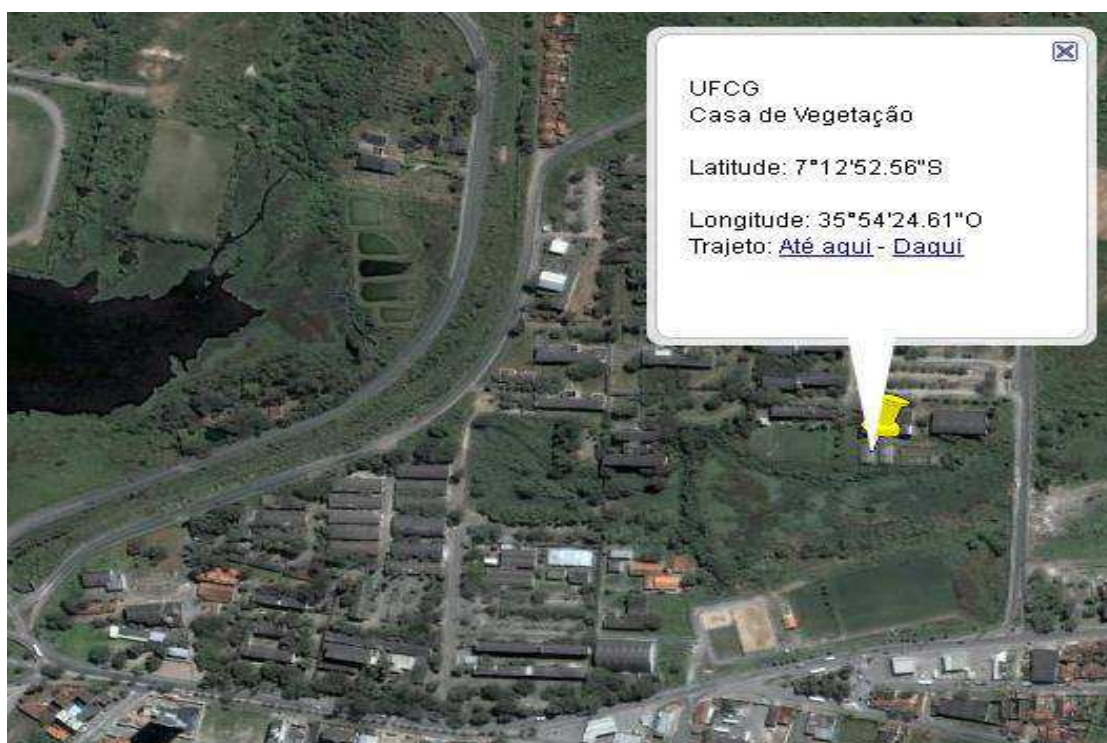 UFCG
Casa de Vegetação
Latitude: 7°12'52.56"S
Longitude: 35°54'24.61"O
Trajeto: Até aqui - Daqui